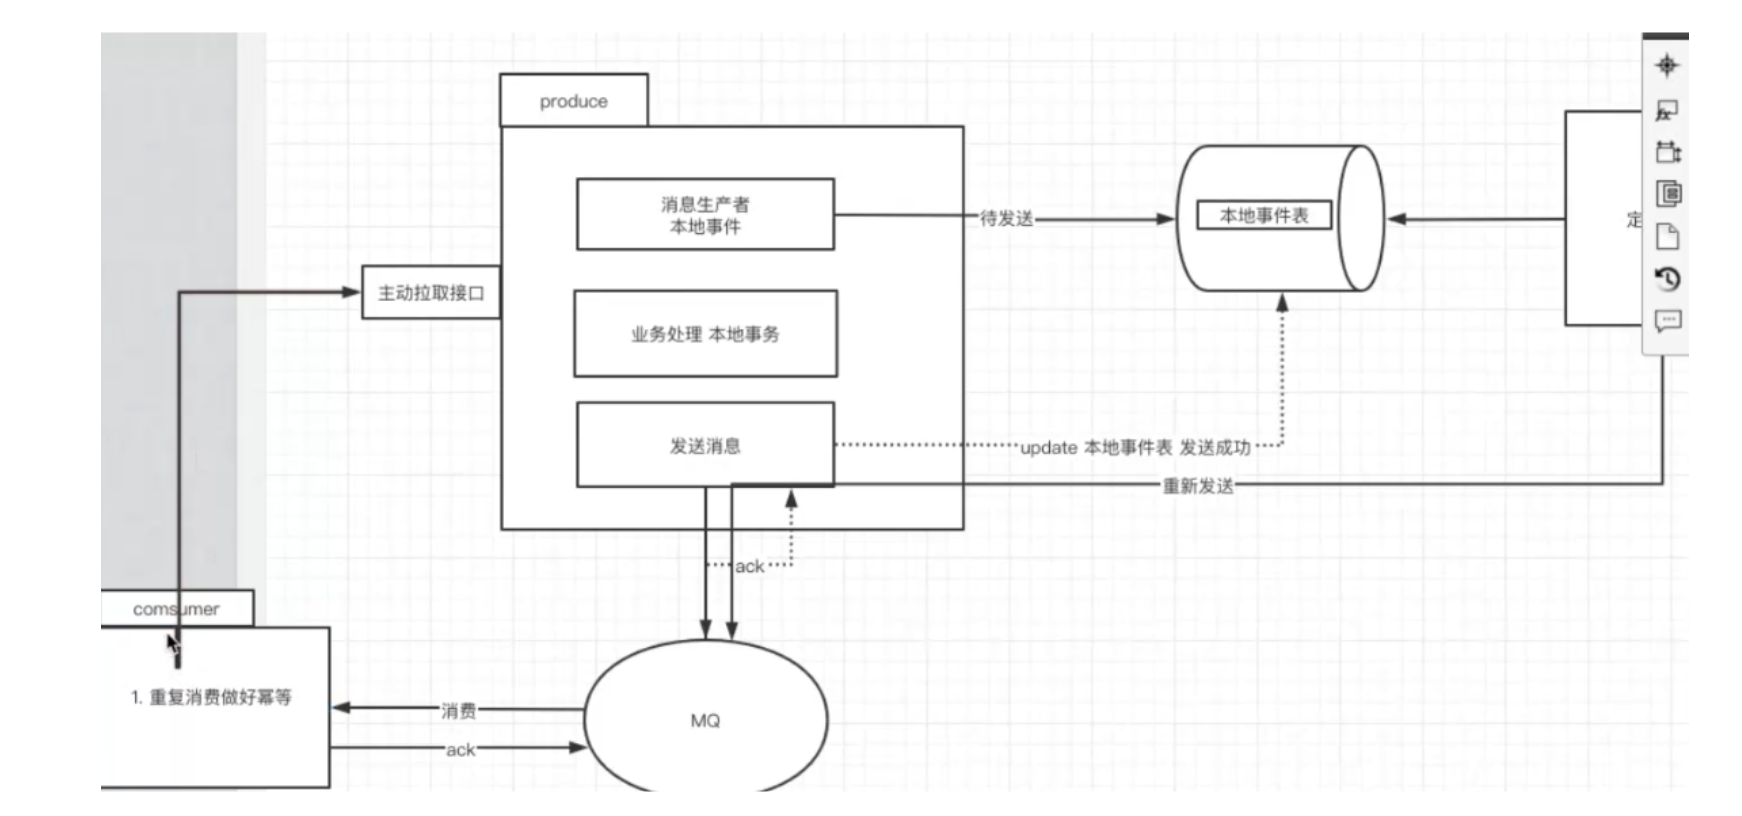 produce
消息生产者
本地事件
待发送
本地事件表
定
主动拉取接口
业务处理 本地事务
发送消息
update 本地事件表 发送成功
重新发送
ack
comsumer
1. 重复消费做好幂等
消费
MQ
ack